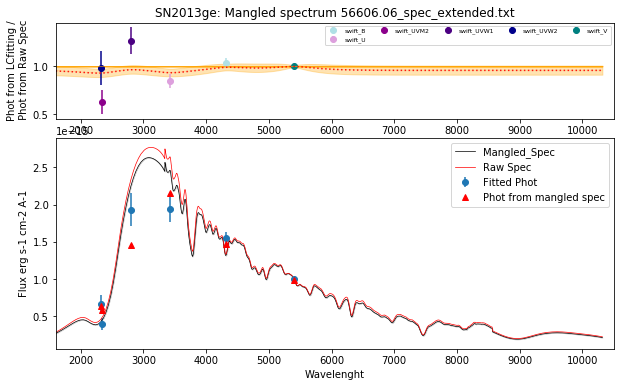 SN2013ge: Mangled spectrum 56606.06_spec_extended.txt
Phot from LCfitting /
Phot from Raw Spec
1.0
0.5
swift_B
swift_U
swift_UVM2
swift_UVW1
swift_UVW2
swift_V
2000 3000 4000 5000 6000 7000 8000 9000 10000
Flux erg s-1 cm-2 A-1
2.5
2.0
1.5
1.0
0.5
Mangled_Spec
Raw Spec
Fitted Phot
Phot from mangled spec
2000 3000 4000 5000 6000 7000 8000 9000 10000
Wavelenght